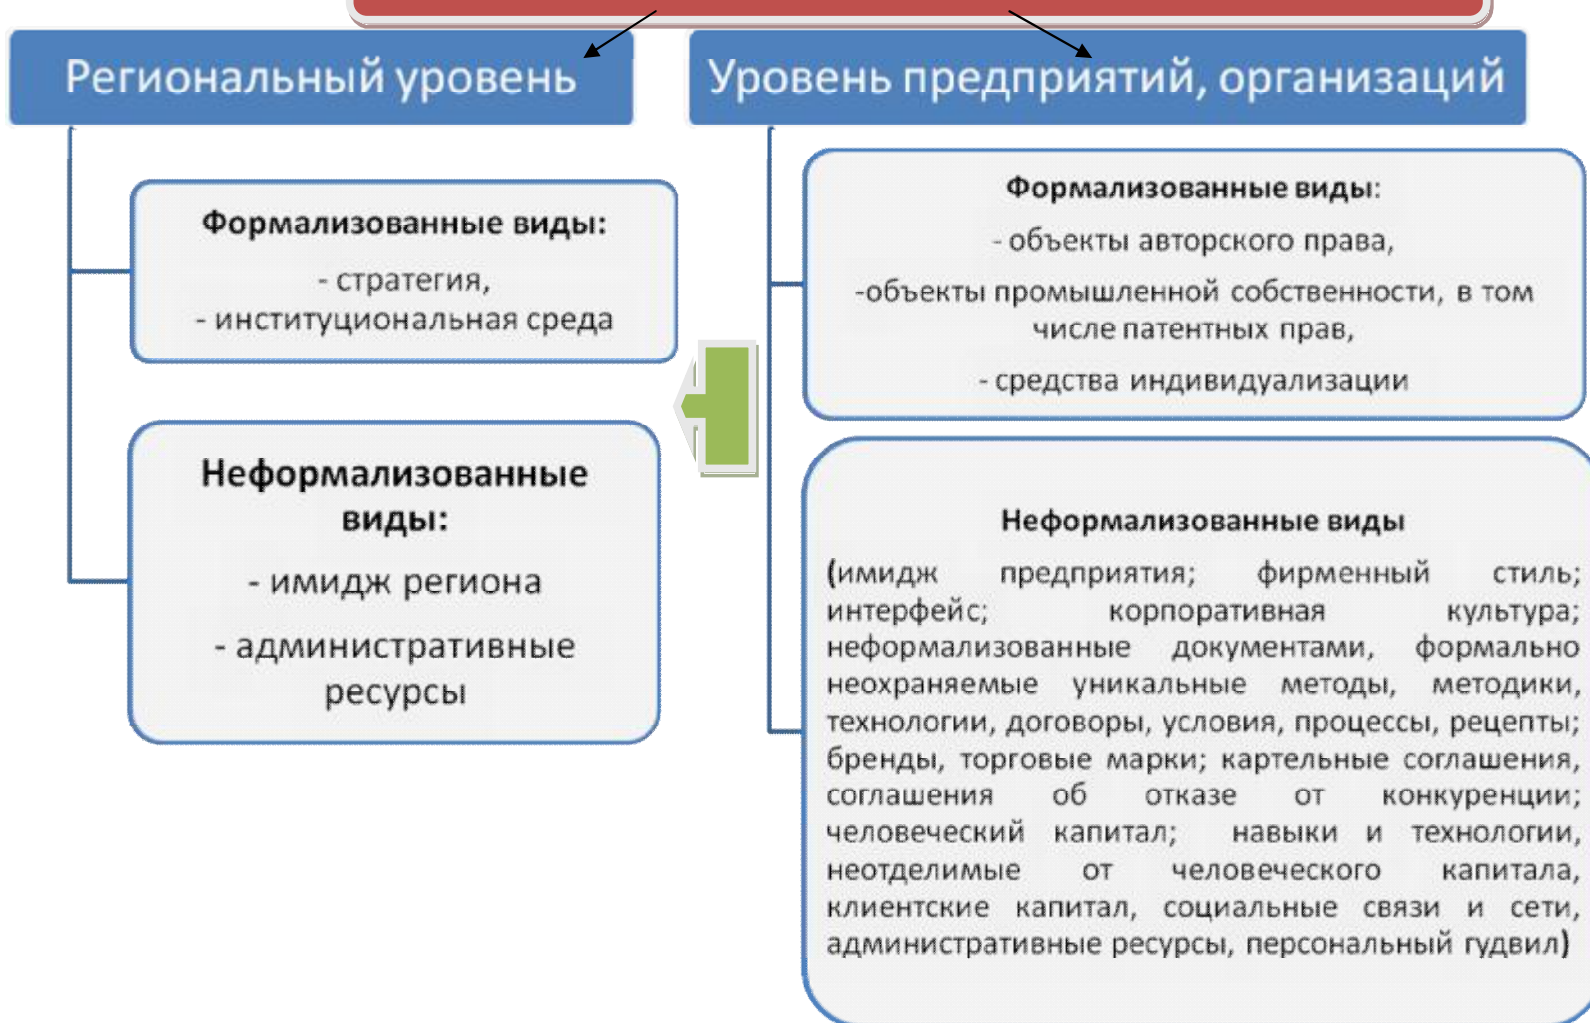 Региональный уровень
Формализованные виды:
- стратегия,
- институциональная среда
Неформализованные
виды:
- имидж региона
- административные
ресурсы
Уровень предприятий, организаций
Формализованные виды:
- объекты авторского права,
-объекты промышленной собственности, в том
числе патентных прав,
- средства индивидуализации
Неформализованные виды
(имидж предприятия; фирменный стиль;
интерфейс; корпоративная культура;
неформализованные документами, формально
неохраняемые уникальные методы, методики,
технологии, договоры, условия, процессы, рецепты;
бренды, торговые марки; картельные соглашения,
соглашения об отказе от конкуренции;
человеческий капитал; навыки и технологии,
неотделимые от человеческого капитала,
клиентские капитал, социальные связи и сети,
административные ресурсы, персональный гудвил)